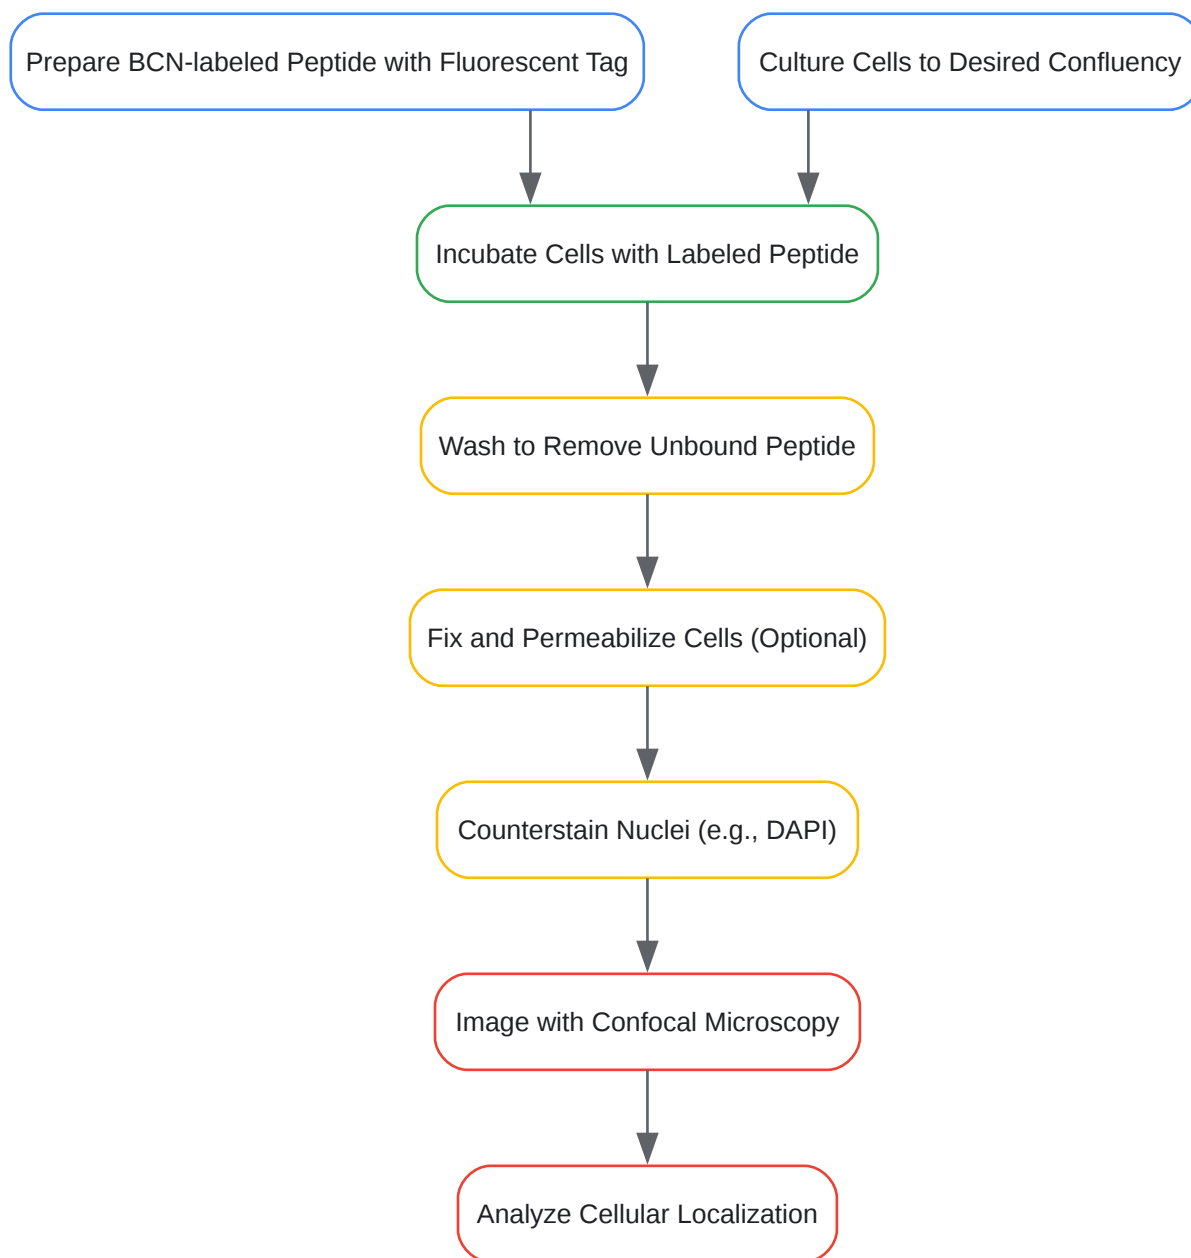 Prepare BCN-labeled Peptide with Fluorescent Tag
Culture Cells to Desired Confluency
Incubate Cells with Labeled Peptide
Wash to Remove Unbound Peptide
Fix and Permeabilize Cells (Optional)
Counterstain Nuclei (e.g., DAPI)
Image with Confocal Microscopy
Analyze Cellular Localization